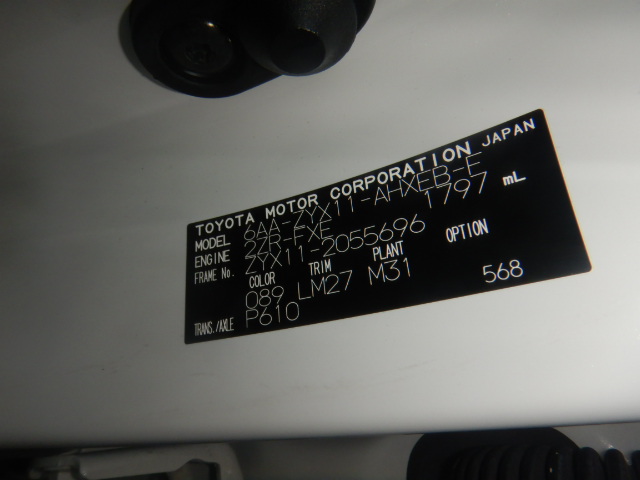 TOYOTA MOTOR CORPORATION JAPAN
MODEL 6AA-ZYX11-AHXEB-E
ENGINE 2ZR-FXE 1797 mL
FRAME No. ZYX11-2055696
COLOR TRIM PLANT OPTION
089 LM27 M31 568
TRANS./AXLE P610